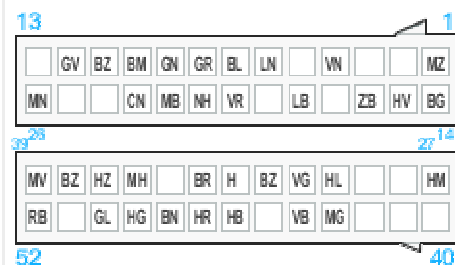 13 1
GV BZ BM GN GR BL LN VN MZ
MN CN MB NH VR LB ZB HV BG
39 26 27 14
MV BZ HZ MH BR H BZ VG HL HM
RB GL HG BN HR HB VB MG
52 40